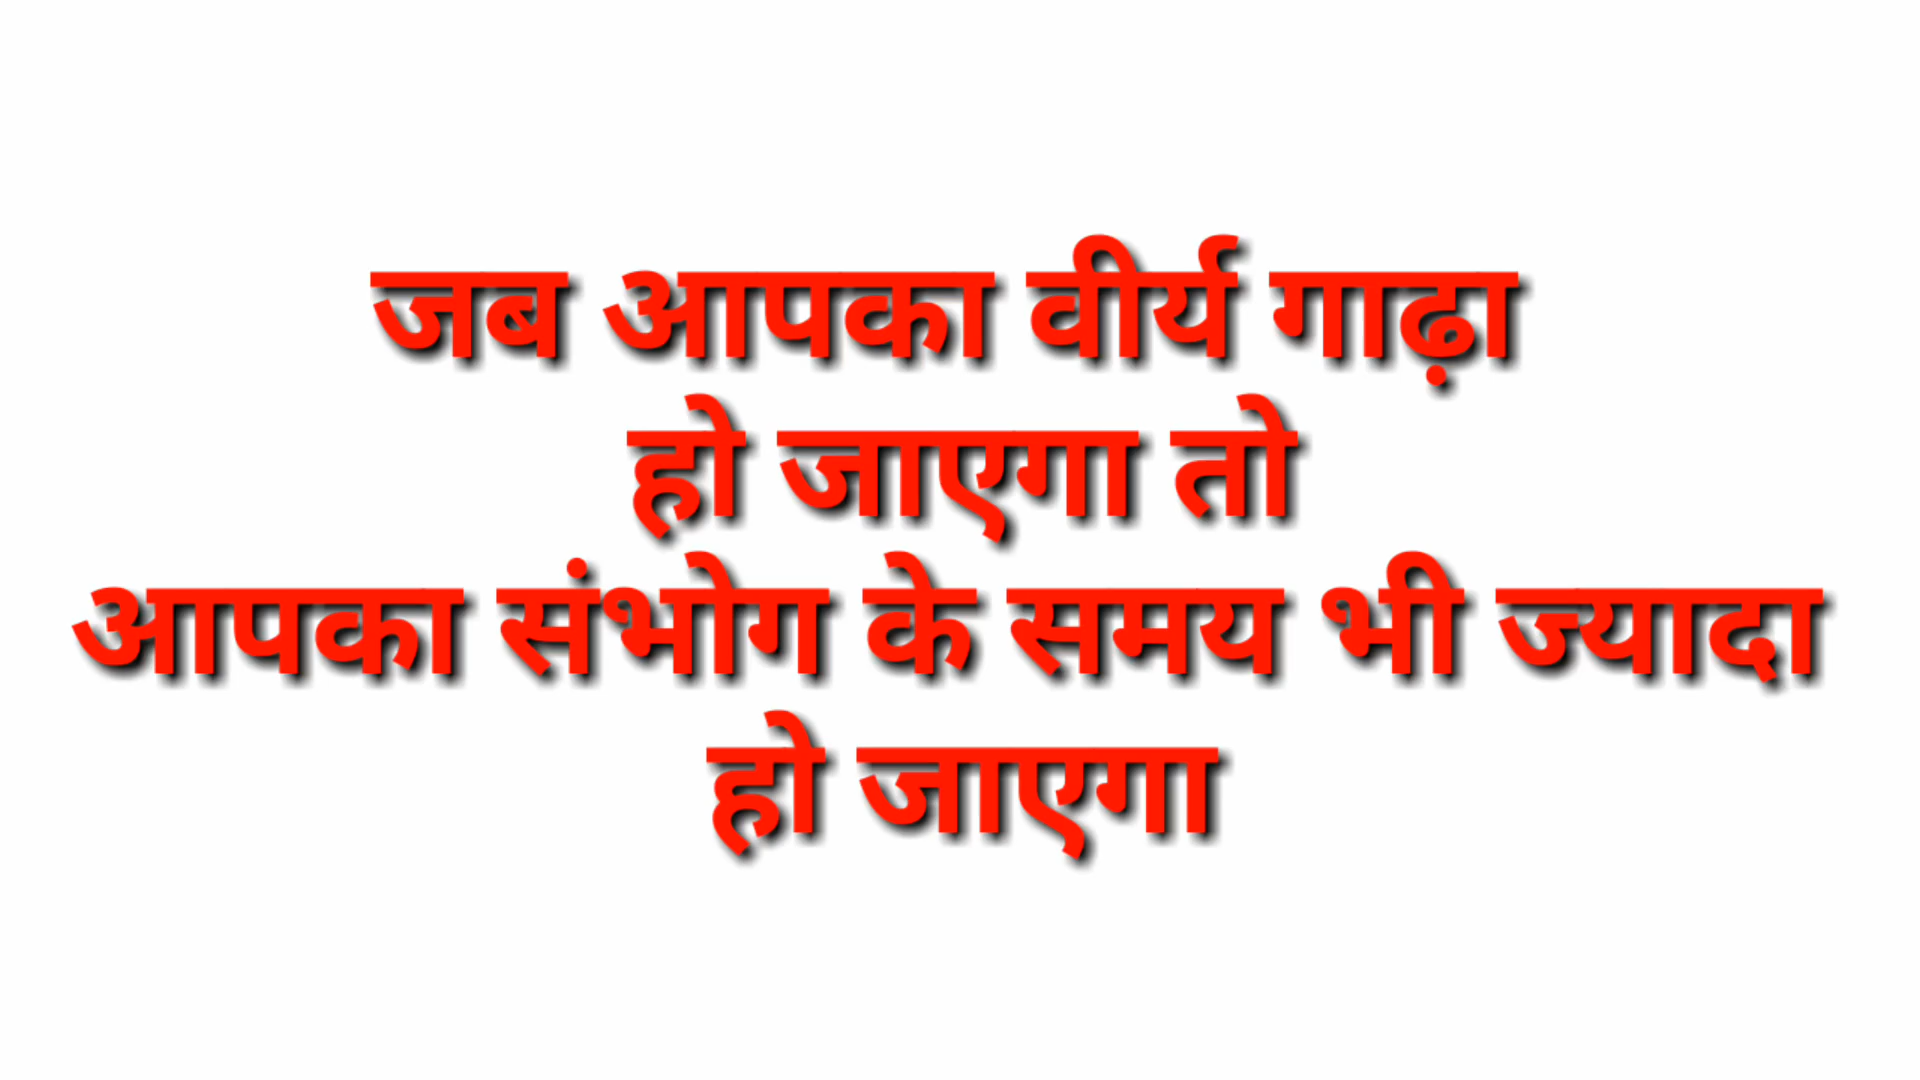 जब आपका वीर्य गाढ़ा
हो जाएगा तो
आपका संभोग के समय भी ज्यादा
हो जाएगा